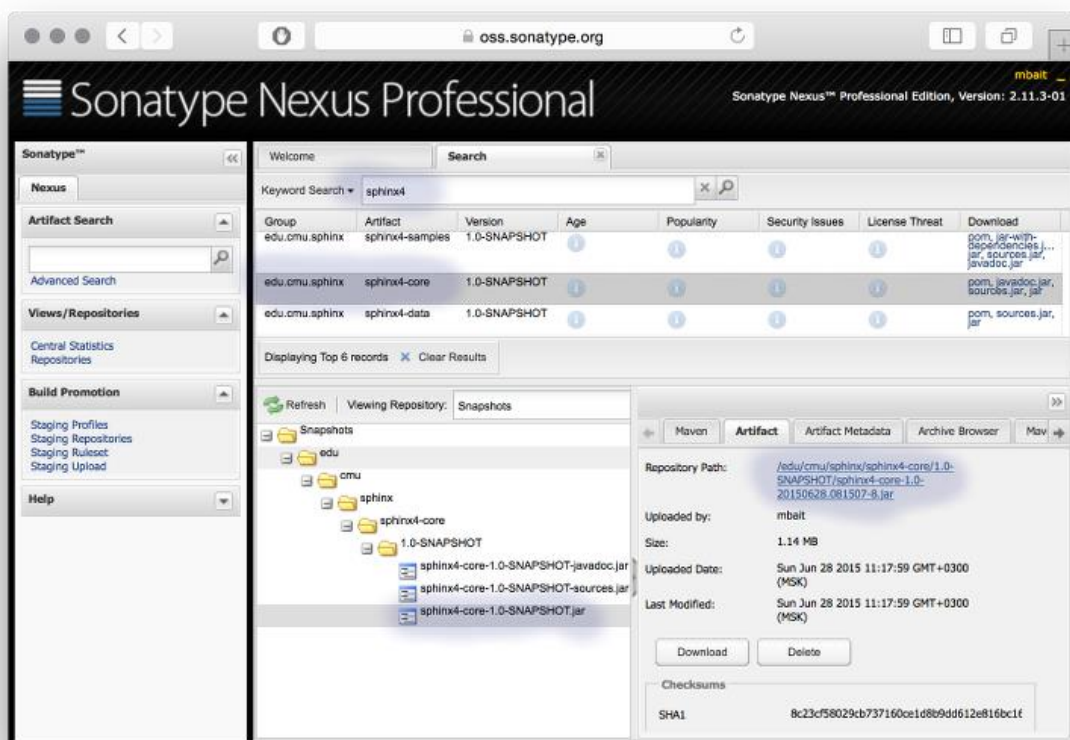 oss.sonatype.org
mbait
Sonatype Nexus Professional
Sonatype Nexus™ Professional Edition, Version: 2.11.3-01
Sonatype™
Nexus
Artifact Search
Advanced Search
Views/Repositories
Central Statistics
Repositories
Build Promotion
Staging Profiles
Staging Repositories
Staging Ruleset
Staging Upload
Help
Welcome
Search
Keyword Search
sphinx4
Group Artifact Version Age Popularity Security Issues License Threat Download
edu.cmu.sphinx sphinx4-samples 1.0-SNAPSHOT pom, jar-with-
dependencies.j...
jar, sources.jar,
javadoc.jar
edu.cmu.sphinx sphinx4-core 1.0-SNAPSHOT pom, javadoc.jar,
sources.jar, jar
edu.cmu.sphinx sphinx4-data 1.0-SNAPSHOT pom, sources.jar,
jar
Displaying Top 6 records Clear Results
Refresh Viewing Repository: Snapshots
Snapshots
edu
cmu
sphinx
sphinx4-core
1.0-SNAPSHOT
sphinx4-core-1.0-SNAPSHOT-javadoc.jar
sphinx4-core-1.0-SNAPSHOT-sources.jar
sphinx4-core-1.0-SNAPSHOT.jar
Maven Artifact Artifact Metadata Archive Browser Mav
Repository Path: /edu/cmu/sphinx/sphinx4-core/1.0-
SNAPSHOT/sphinx4-core-1.0-
20150628.081507-8.jar
Uploaded by: mbait
Size: 1.14 MB
Uploaded Date: Sun Jun 28 2015 11:17:59 GMT+0300
(MSK)
Last Modified: Sun Jun 28 2015 11:17:59 GMT+0300
(MSK)
Download Delete
Checksums
SHA1 8c23cf58029cb737160ce1d8b9dd612e816bc16